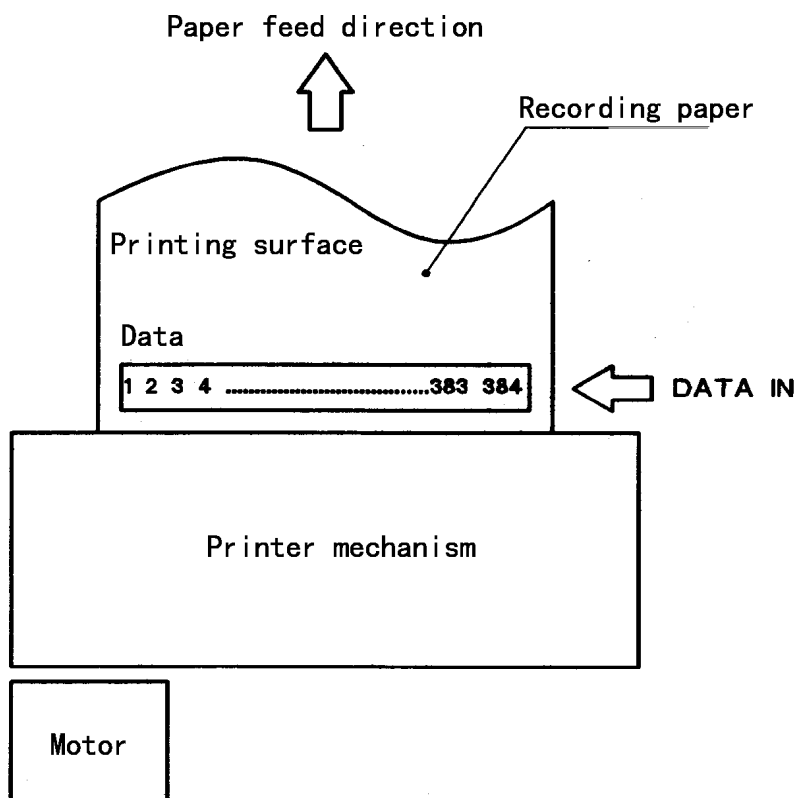 Paper feed direction
Recording paper
Printing surface
Data
1 2 3 4 ....................................383 384
DATA IN
Printer mechanism
Motor